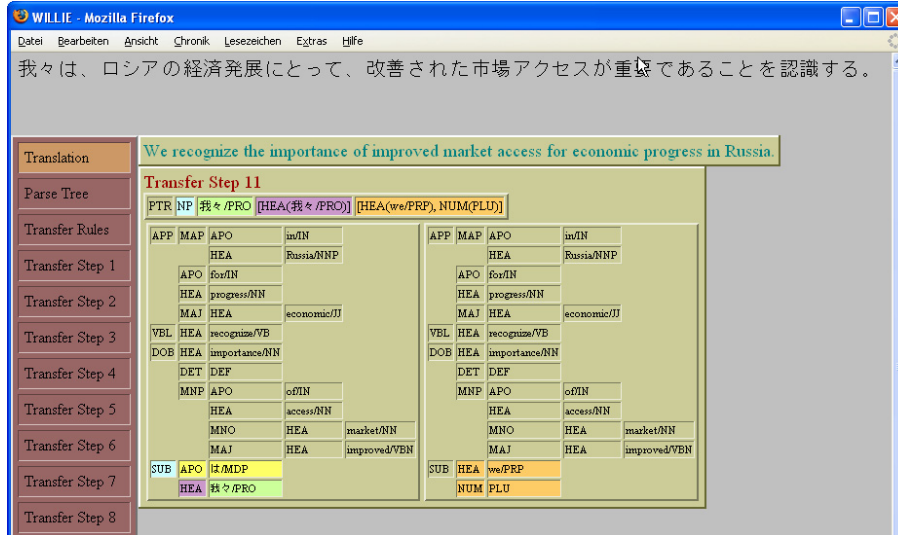 WILLIE - Mozilla Firefox
Datei Bearbeiten Ansicht Chronik Lesezeichen Extras Hilfe
我々は、ロシアの経済発展にとって、改善された市場アクセスが重要であることを認識する。
Translation
We recognize the importance of improved market access for economic progress in Russia.
Parse Tree
Transfer Rules
Transfer Step 1
Transfer Step 2
Transfer Step 3
Transfer Step 4
Transfer Step 5
Transfer Step 6
Transfer Step 7
Transfer Step 8
Transfer Step 11
PTR NP 我々/PRO [HEA(我々/PRO)] [HEA(we/PRP), NUM(PLU)]
APP MAP APO in/IN APP MAP APO in/IN
HEA Russia/NNP HEA Russia/NNP
APO for/IN APO for/IN
HEA progress/NN HEA progress/NN
MAJ HEA economic/JJ MAJ HEA economic/JJ
VBL HEA recognize/VB VBL HEA recognize/VB
DOB HEA importance/NN DOB HEA importance/NN
DET DEF DET DEF
MNP APO of/IN MNP APO of/IN
HEA access/NN HEA access/NN
MNO HEA market/NN MNO HEA market/NN
MAJ HEA improved/VBN MAJ HEA improved/VBN
SUB APO は/MDP SUB HEA we/PRP
HEA 我々/PRO NUM PLU